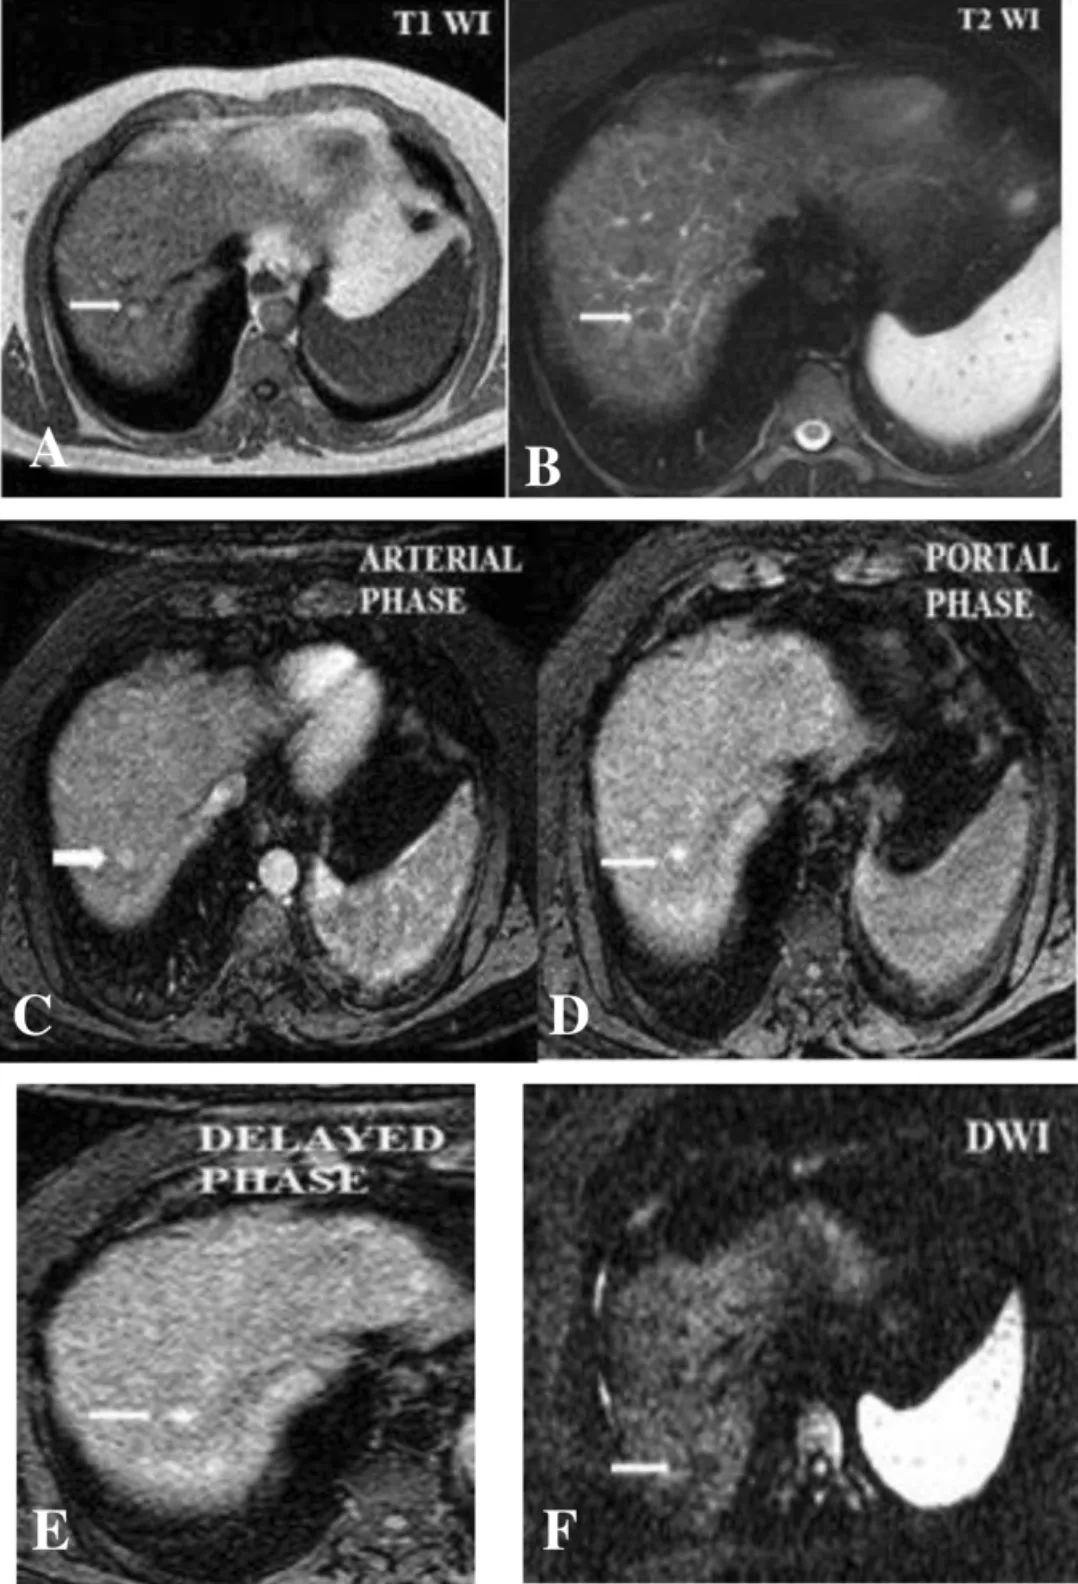 T1 WI
T2 WI
A
B
ARTERIAL
PHASE
PORTAL
PHASE
C
D
DELAYED
PHASE
DWI
E
F